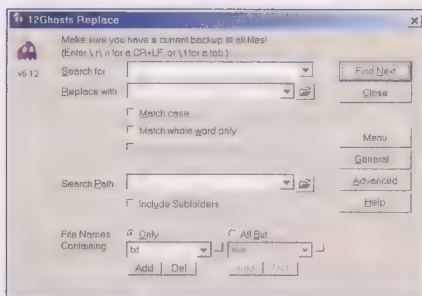 12Ghosts Replace
Make sure you have a current backup of all files!
(Enter \r\n for a CR+LF, or \t for a tab.)
v6.12
Search for
Find Next
Replace with
Close
Match case
Match whole word only
Menu
General
Search Path
Advanced
Include Subfolders
Help
File Names Containing
Only
All But
txt
exe
Add Del
Add Del